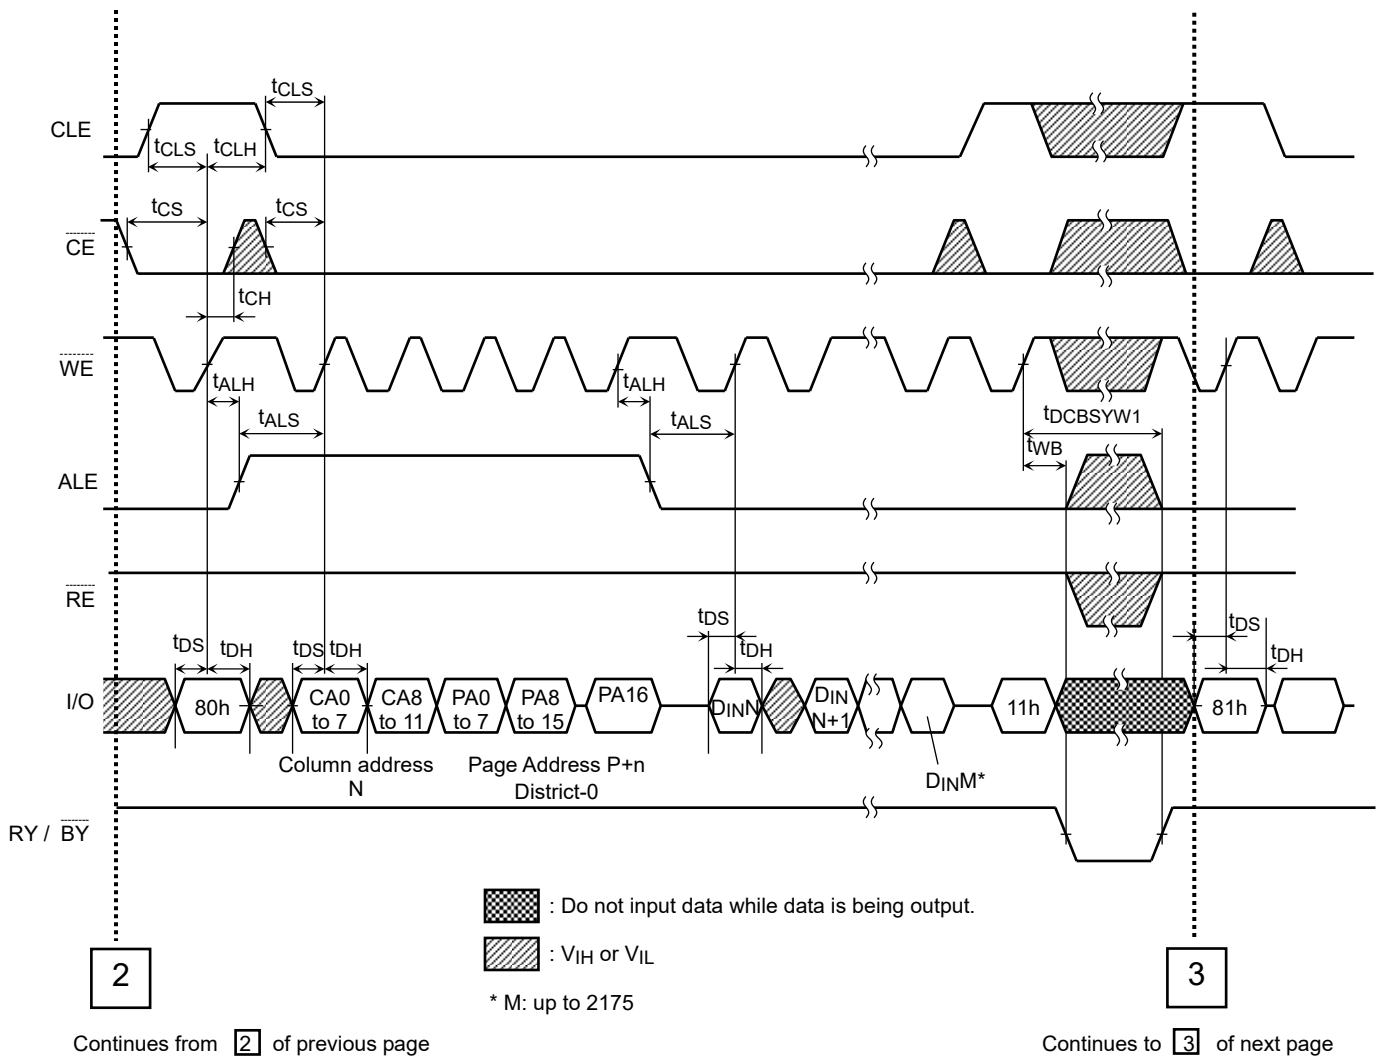 tCLS
CLE
tCLS
tCLH
tCS
tCS
CE
tCH
WE
tALH
tALH
tALS
tALS
tDCBSYW1
tWB
ALE
RE
tDS
tDH
tDS
tDH
tDS
tDH
tDS
tDH
I/O
80h
CA0 to 7
CA8 to 11
PA0 to 7
PA8 to 15
PA16
DINN
DIN N+1
11h
81h
Column address
N
Page Address P+n
District-0
DINM*
RY / BY
: Do not input data while data is being output.
: VIH or VIL
* M: up to 2175
2
3
Continues from 2 of previous page
Continues to 3 of next page